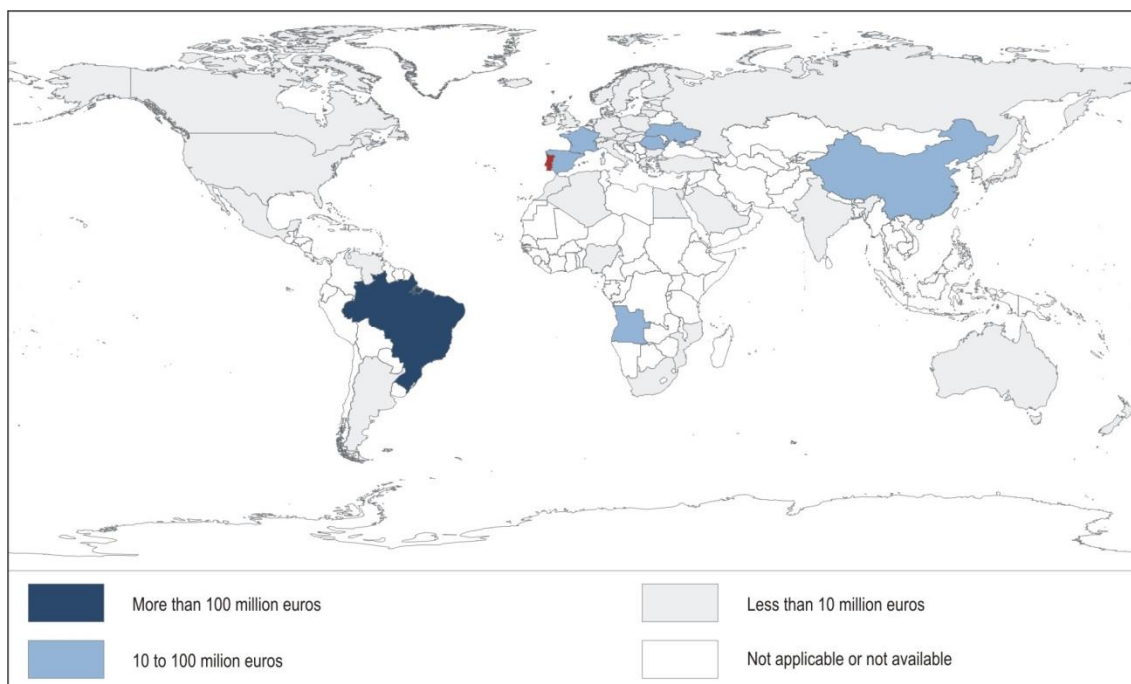 More than 100 million euros
Less than 10 million euros
10 to 100 milion euros
Not applicable or not available